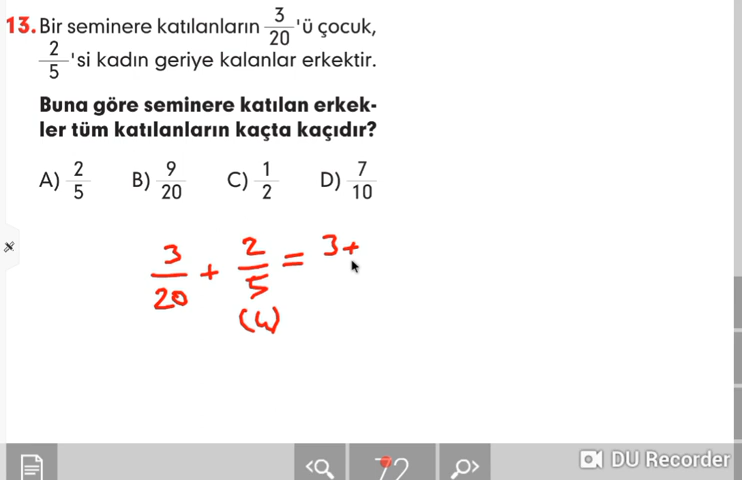 13. Bir seminere katılanların 3/20 'ü çocuk,
2/5 'si kadın geriye kalanlar erkektir.
Buna göre seminere katılan erkek-
ler tüm katılanların kaçta kaçıdır?
A) 2/5 B) 9/20 C) 1/2 D) 7/10
3/20 + 2/5 = 3+
(4)
72
DU Recorder